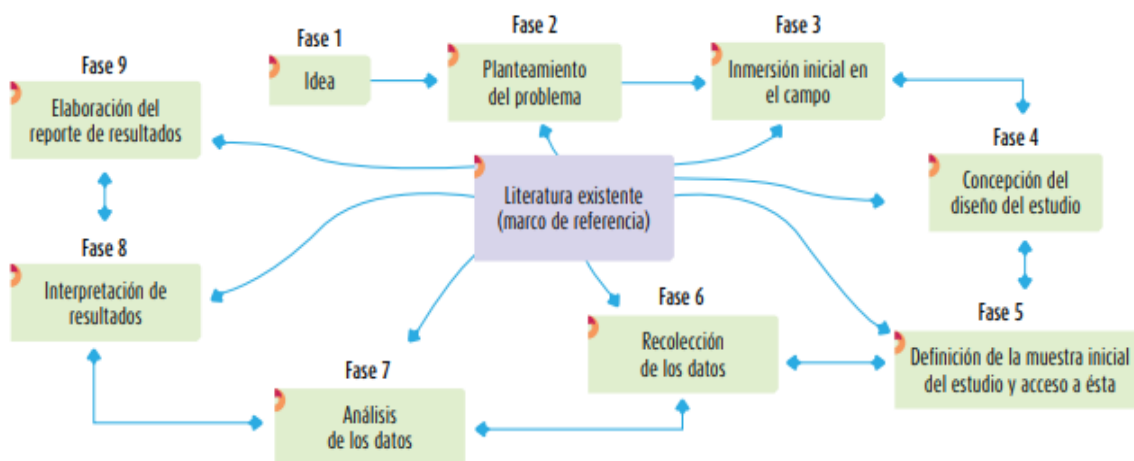 Fase 1
Idea
Fase 2
Planteamiento
del problema
Fase 3
Inmersión inicial en
el campo
Fase 4
Concepción del
diseño del estudio
Fase 5
Definición de la muestra inicial
del estudio y acceso a ésta
Fase 6
Recolección
de los datos
Fase 7
Análisis
de los datos
Fase 8
Interpretación de
resultados
Fase 9
Elaboración del
reporte de resultados
Literatura existente
(marco de referencia)